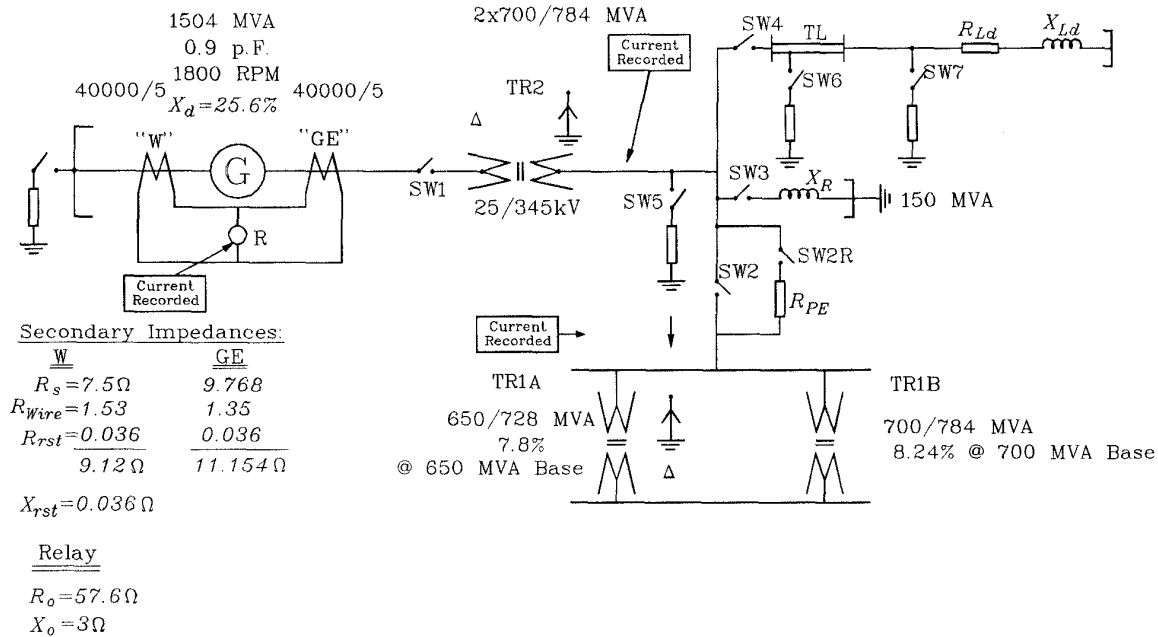 1504 MVA
0.9 p.F.
1800 RPM
X_d=25.6%
40000/5
40000/5
"W"
"GE"
G
R
Current
Recorded
SW1
2x700/784 MVA
TR2
Δ
25/345kV
Current
Recorded
SW5
SW4
TL
R_Ld
X_Ld
SW6
SW7
SW3
X_R
150 MVA
SW2
SW2R
R_PE
Current
Recorded
TR1A
650/728 MVA
7.8%
@ 650 MVA Base
Δ
TR1B
700/784 MVA
8.24% @ 700 MVA Base
Secondary Impedances:
W GE
R_s=7.5Ω 9.768
R_Wire=1.53 1.35
R_rst=0.036 0.036
9.12Ω 11.154Ω
X_rst=0.036Ω
Relay
R_o=57.6Ω
X_o=3Ω